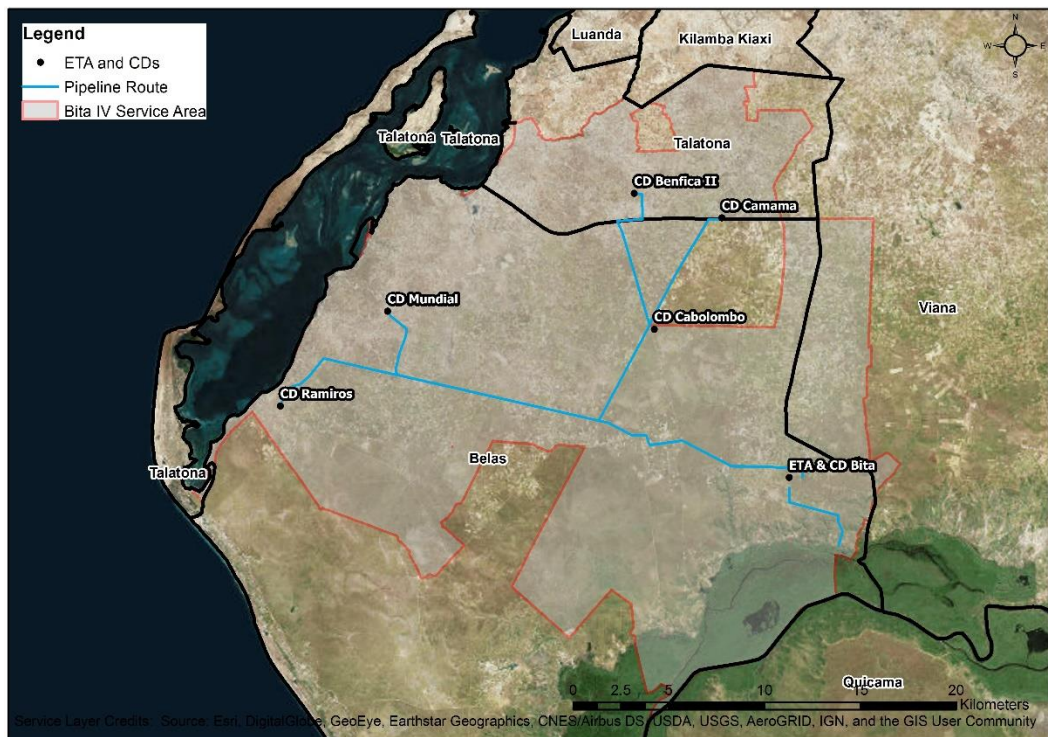 Legend
ETA and CDs
Pipeline Route
Bita IV Service Area
Luanda
Kilamba Kiaxi
N
W
E
S
Talatona
Talatona
Talatona
CD Benfica II
CD Camama
CD Mundial
Viana
CD Cabolombo
CD Ramiros
Belas
Talatona
ETA & CD Bita
Quicama
0 2.5 5 10 15 20
Kilometers
Service Layer Credits: Source: Esri, DigitalGlobe, GeoEye, Earthstar Geographics, CNES/Airbus DS, USDA, USGS, AeroGRID, IGN, and the GIS User Community